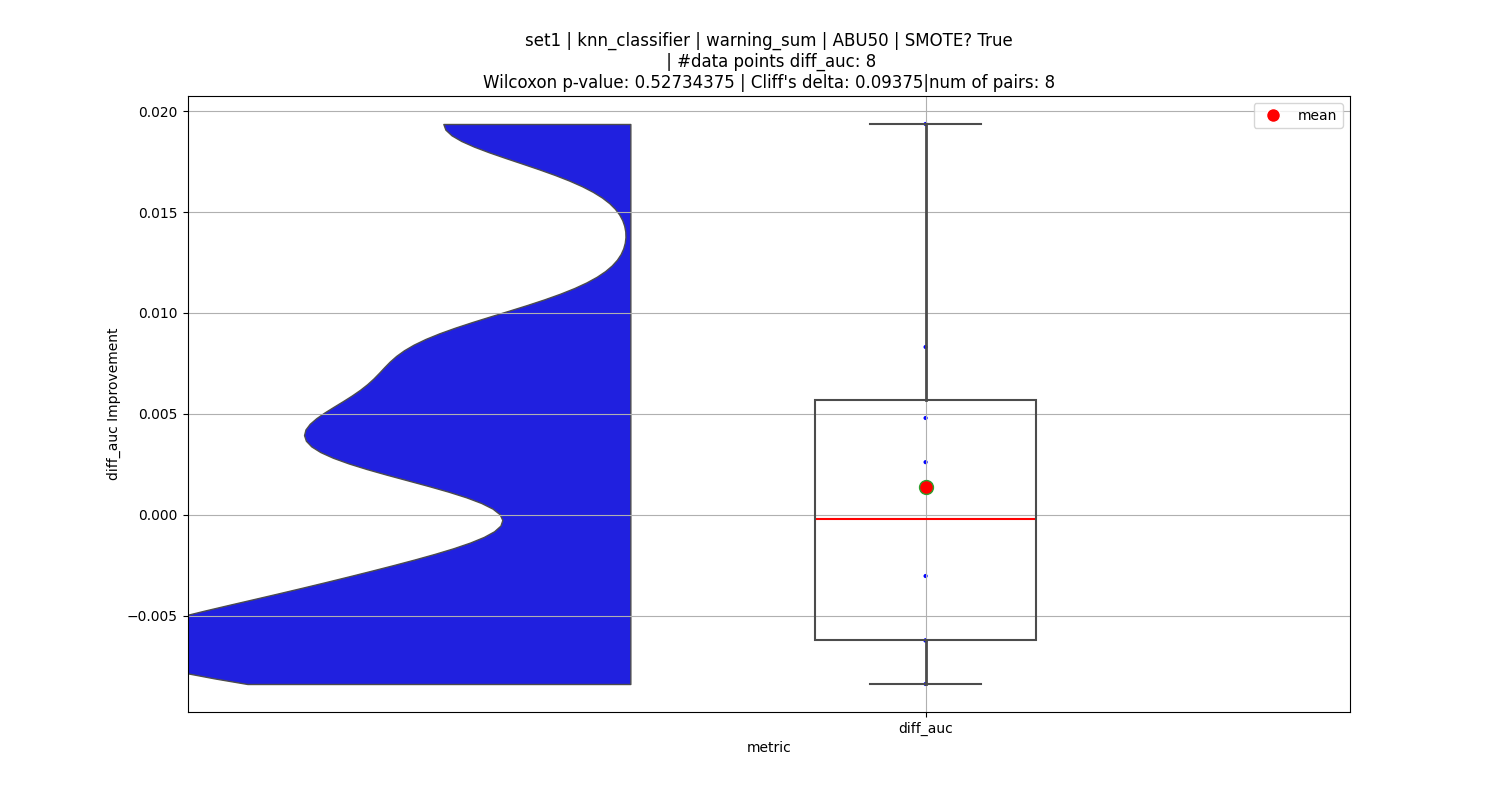 set1 | knn_classifier | warning_sum | ABU50 | SMOTE? True
| #data points diff_auc: 8
Wilcoxon p-value: 0.52734375 | Cliff's delta: 0.09375|num of pairs: 8
mean
0.020
0.015
0.010
0.005
0.000
−0.005
diff_auc Improvement
diff_auc
metric